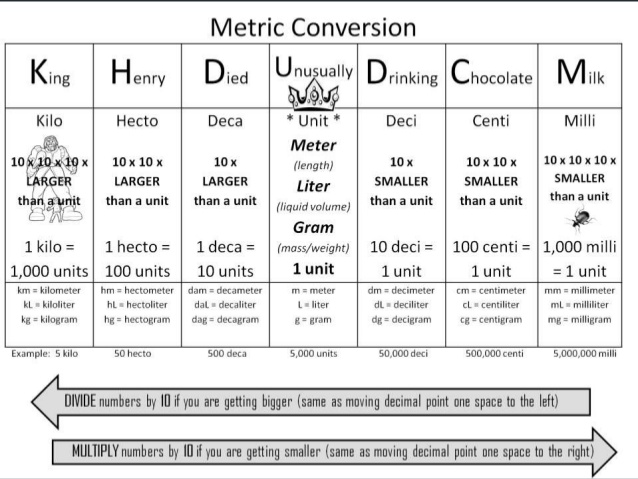 Metric Conversion
King Henry Died Unusually Drinking Chocolate Milk
Kilo
10 x 10 x 10 x
LARGER
than a unit
1 kilo =
1,000 units
km = kilometer
kL = kiloliter
kg = kilogram
Example: 5 kilo
Hecto
10 x 10 x
LARGER
than a unit
1 hecto =
100 units
hm = hectometer
hL = hectoliter
hg = hectogram
50 hecto
Deca
10 x
LARGER
than a unit
1 deca =
10 units
dam = decameter
daL = decaliter
dag = decagram
500 deca
* Unit *
Meter
(length)
Liter
(liquid volume)
Gram
(mass/weight)
1 unit
m = meter
L = liter
g = gram
5,000 units
Deci
10 x
SMALLER
than a unit
10 deci =
1 unit
dm = decimeter
dL = deciliter
dg = decigram
50,000 deci
Centi
10 x 10 x
SMALLER
than a unit
100 centi =
1 unit
cm = centimeter
cL = centiliter
cg = centigram
500,000 centi
Milli
10 x 10 x 10 x
SMALLER
than a unit
1,000 milli
= 1 unit
mm = millimeter
mL = milliliter
mg = milligram
5,000,000 milli
DIVIDE numbers by 10 if you are getting bigger (same as moving decimal point one space to the left)
MULTIPLY numbers by 10 if you are getting smaller (same as moving decimal point one space to the right)